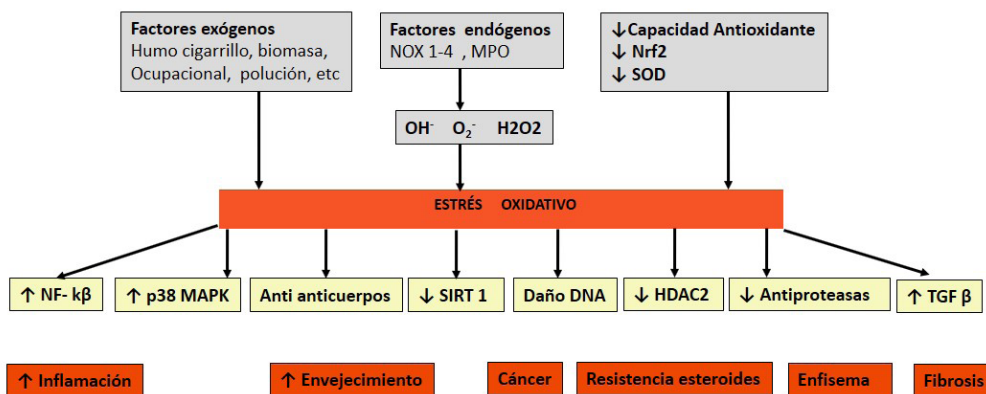 Factores exógenos
Humo cigarrillo, biomasa,
Ocupacional, polución, etc
Factores endógenos
NOX 1-4 , MPO
↓Capacidad Antioxidante
↓ Nrf2
↓ SOD
OH- O2- H2O2
ESTRÉS OXIDATIVO
↑ NF- kβ
↑ p38 MAPK
Anti anticuerpos
↓ SIRT 1
Daño DNA
↓ HDAC2
↓ Antiproteasas
↑ TGF β
↑ Inflamación
↑ Envejecimiento
Cáncer
Resistencia esteroides
Enfisema
Fibrosis